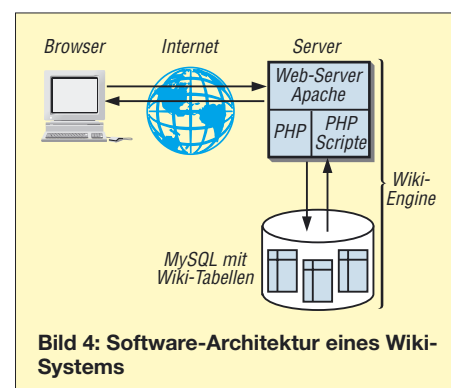 Browser
Internet
Server
Web-Server
Apache
PHP
PHP
Scripte
Wiki-
Engine
MySQL mit
Wiki-Tabellen
Bild 4: Software-Architektur eines Wiki-
Systems